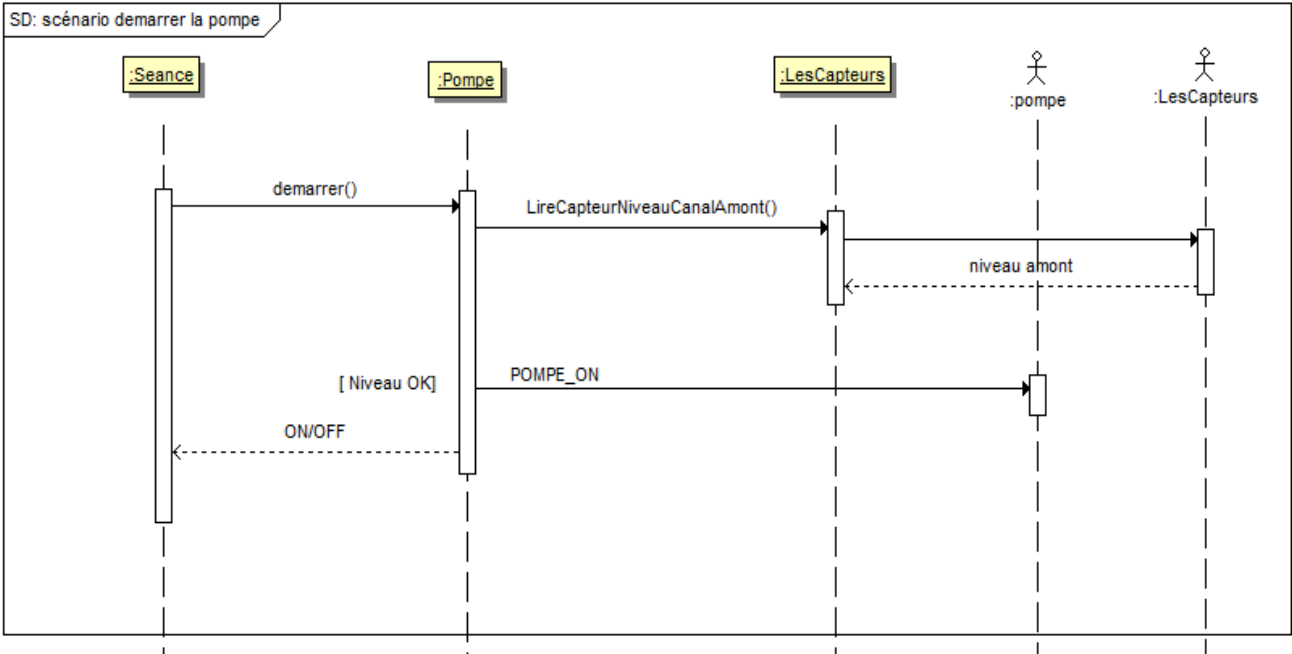 SD: scénario demarrer la pompe
:Seance
:Pompe
:LesCapteurs
:pompe
:LesCapteurs
demarrer()
LireCapteurNiveauCanalAmont()
niveau amont
[ Niveau OK]
POMPE_ON
ON/OFF